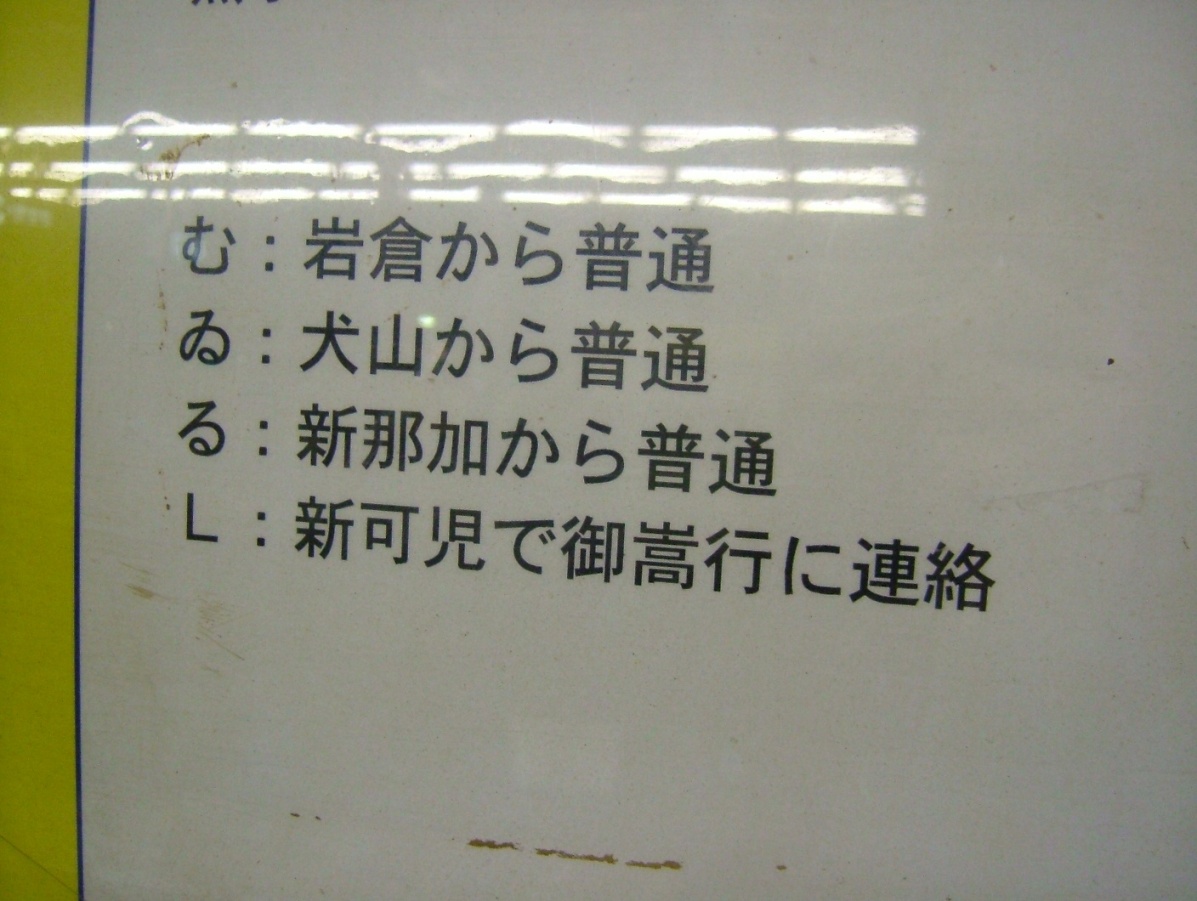 む：岩倉から普通
ゐ：犬山から普通
る：新那加から普通
L：新可児で御嵩行に連絡